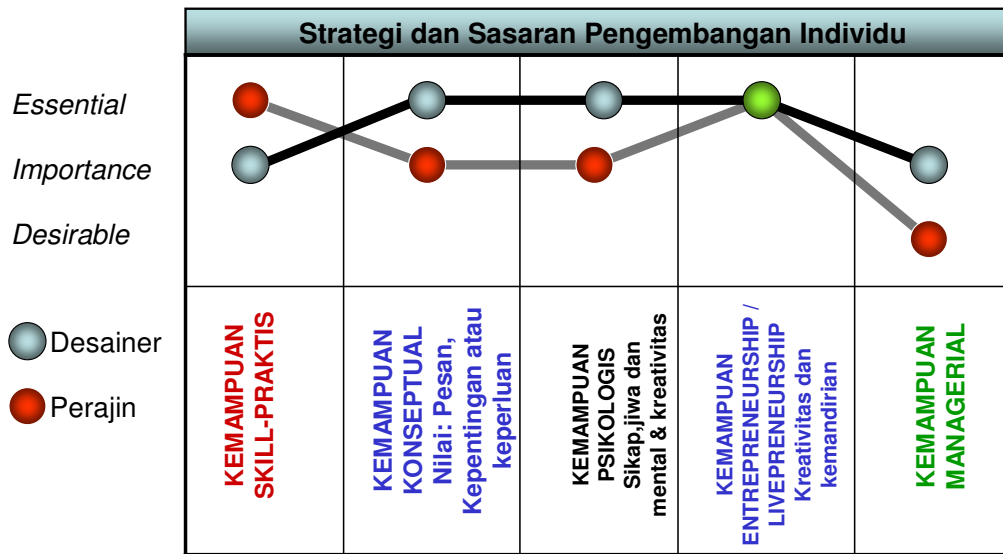 Strategi dan Sasaran Pengembangan Individu
Essential
Importance
Desirable
Desainer
Perajin
KEMAMPUAN
SKILL-PRAKTIS
KEMAMPUAN
KONSEPTUAL
Nilai: Pesan,
Kepentingan atau
keperluan
KEMAMPUAN
PSIKOLOGIS
Sikap,jiwa dan
mental & kreativitas
KEMAMPUAN
ENTREPRENEURSHIP /
LIVEPRENEURSHIP
Kreativitas dan
kemandirian
KEMAMPUAN
MANAGERIAL